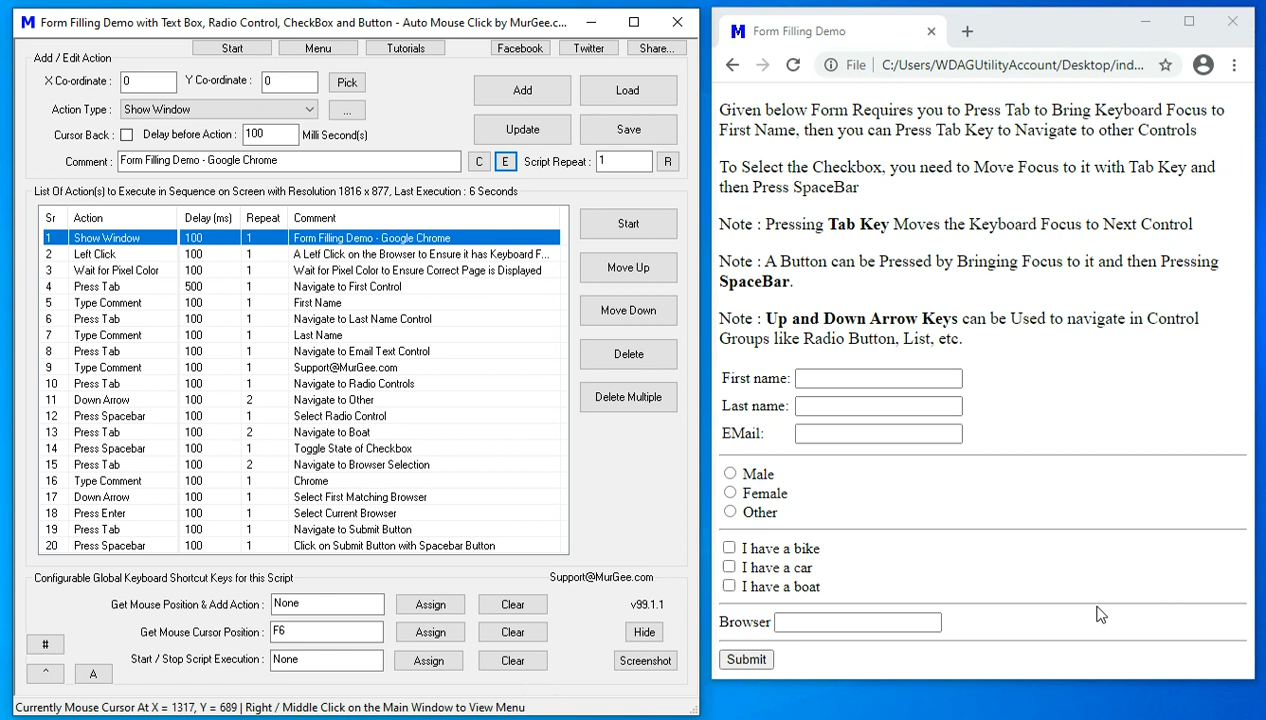 M Form Filling Demo with Text Box, Radio Control, CheckBox and Button - Auto Mouse Click by MurGee.c...
Start Menu Tutorials Facebook Twitter Share...
Add / Edit Action
X Co-ordinate : 0 Y Co-ordinate : 0 Pick
Action Type : Show Window ...
Cursor Back : Delay before Action : 100 Milli Second(s)
Comment : Form Filling Demo - Google Chrome C E Script Repeat : 1 R
Add Load
Update Save
List Of Action(s) to Execute in Sequence on Screen with Resolution 1816 x 877, Last Execution : 6 Seconds
Sr Action Delay (ms) Repeat Comment
1 Show Window 100 1 Form Filling Demo - Google Chrome
2 Left Click 100 1 A Letf Click on the Browser to Ensure it has Keyboard F...
3 Wait for Pixel Color 100 1 Wait for Pixel Color to Ensure Correct Page is Displayed
4 Press Tab 500 1 Navigate to First Control
5 Type Comment 100 1 First Name
6 Press Tab 100 1 Navigate to Last Name Control
7 Type Comment 100 1 Last Name
8 Press Tab 100 1 Navigate to Email Text Control
9 Type Comment 100 1 Support@MurGee.com
10 Press Tab 100 1 Navigate to Radio Controls
11 Down Arrow 100 2 Navigate to Other
12 Press Spacebar 100 1 Select Radio Control
13 Press Tab 100 2 Navigate to Boat
14 Press Spacebar 100 1 Toggle State of Checkbox
15 Press Tab 100 2 Navigate to Browser Selection
16 Type Comment 100 1 Chrome
17 Down Arrow 100 1 Select First Matching Browser
18 Press Enter 100 1 Select Current Browser
19 Press Tab 100 1 Navigate to Submit Button
20 Press Spacebar 100 1 Click on Submit Button with Spacebar Button
Start
Move Up
Move Down
Delete
Delete Multiple
Configurable Global Keyboard Shortcut Keys for this Script Support@MurGee.com
Get Mouse Position & Add Action : None Assign Clear v99.1.1
Get Mouse Cursor Position : F6 Assign Clear Hide
Start / Stop Script Execution : None Assign Clear Screenshot
#
^ A
Currently Mouse Cursor At X = 1317, Y = 689 | Right / Middle Click on the Main Window to View Menu
M Form Filling Demo
File C:/Users/WDAGUtilityAccount/Desktop/ind...
Given below Form Requires you to Press Tab to Bring Keyboard Focus to
First Name, then you can Press Tab Key to Navigate to other Controls
To Select the Checkbox, you need to Move Focus to it with Tab Key and
then Press SpaceBar
Note : Pressing Tab Key Moves the Keyboard Focus to Next Control
Note : A Button can be Pressed by Bringing Focus to it and then Pressing
SpaceBar.
Note : Up and Down Arrow Keys can be Used to navigate in Control
Groups like Radio Button, List, etc.
First name:
Last name:
EMail:
Male
Female
Other
I have a bike
I have a car
I have a boat
Browser
Submit